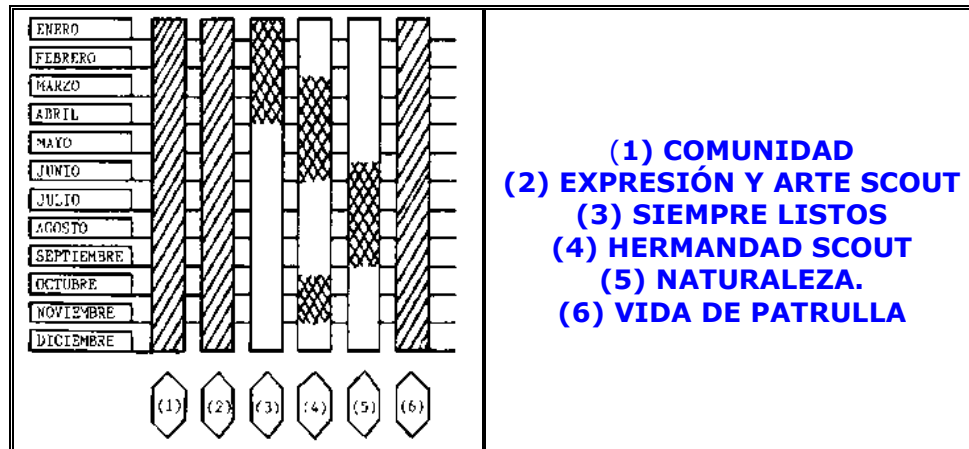 ENERO
FEBRERO
MARZO
ABRIL
MAYO
JUNIO
JULIO
AGOSTO
SEPTIEMBRE
OCTUBRE
NOVIEMBRE
DICIEMBRE
(1) (2) (3) (4) (5) (6)
(1) COMUNIDAD
(2) EXPRESIÓN Y ARTE SCOUT
(3) SIEMPRE LISTOS
(4) HERMANDAD SCOUT
(5) NATURALEZA.
(6) VIDA DE PATRULLA